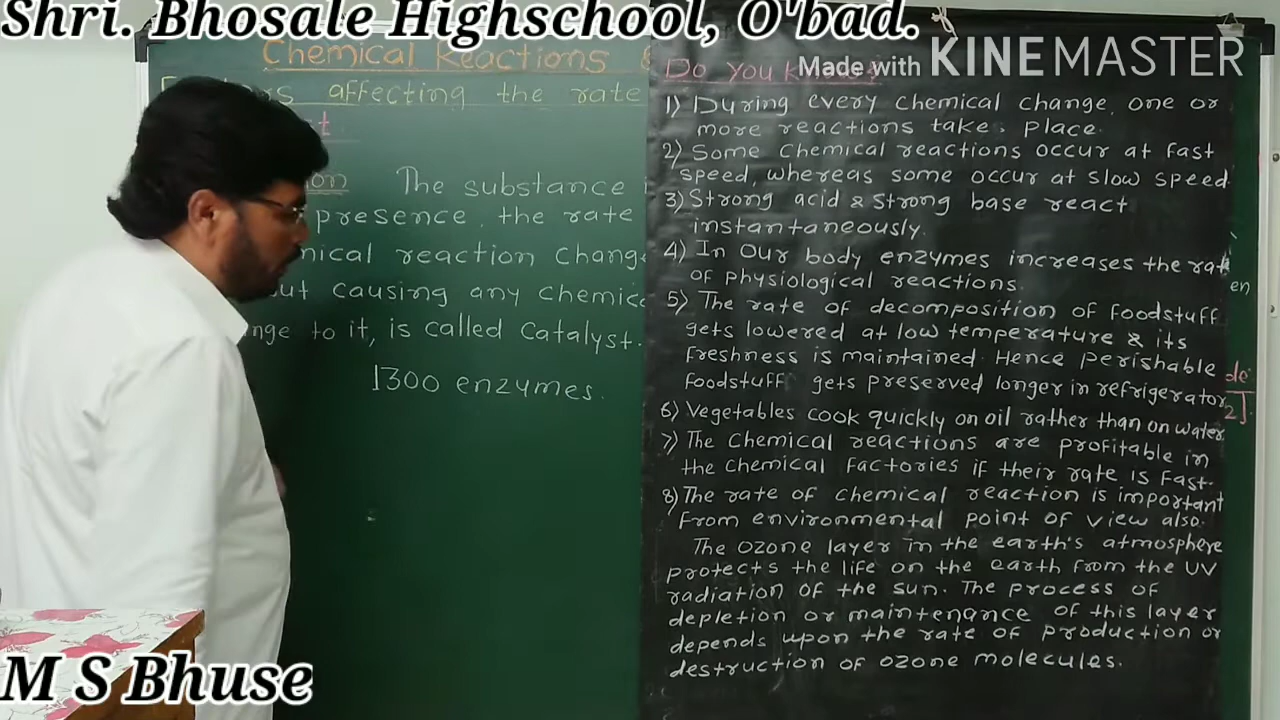 Shri. Bhosale Highschool, O'bad.
Made with KINEMASTER
Chemical Reactions &
affecting the rate
The substance
presence, the rate
reaction
causing any
to it, is called Catalyst.
1300 enzymes.
Do you know?
1) During every chemical change, one or
more reactions take place.
2) Some chemical reactions occur at fast
speed, whereas some occur at slow speed.
3) Strong acid & strong base react
instantaneously.
4) In Our body enzymes increases the rate
of physiological reactions.
5) The rate of decomposition of foodstuff
gets lowered at low temperature & its
freshness is maintained. Hence perishable
foodstuff gets preserved longer in refrigerator
6) Vegetables cook quickly on oil rather than on water
7) The chemical reactions are profitable in
the chemical factories if their rate is fast.
8) The rate of chemical reaction is important
from environmental point of view also.
The ozone layer in the earth's atmosphere
protects the life on the earth from the UV
radiation of the sun. The process of
depletion or maintenance of this layer
depends upon the rate of production or
destruction of ozone molecules.
M S Bhuse